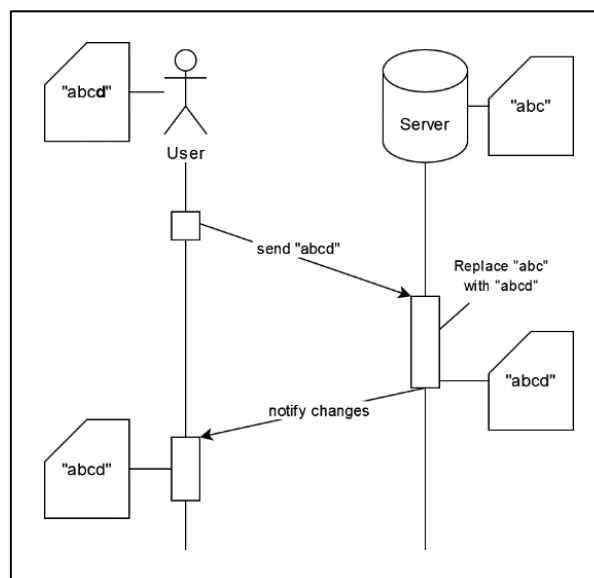 "abcd"
User
Server
"abc"
send "abcd"
Replace "abc"
with "abcd"
"abcd"
notify changes
"abcd"